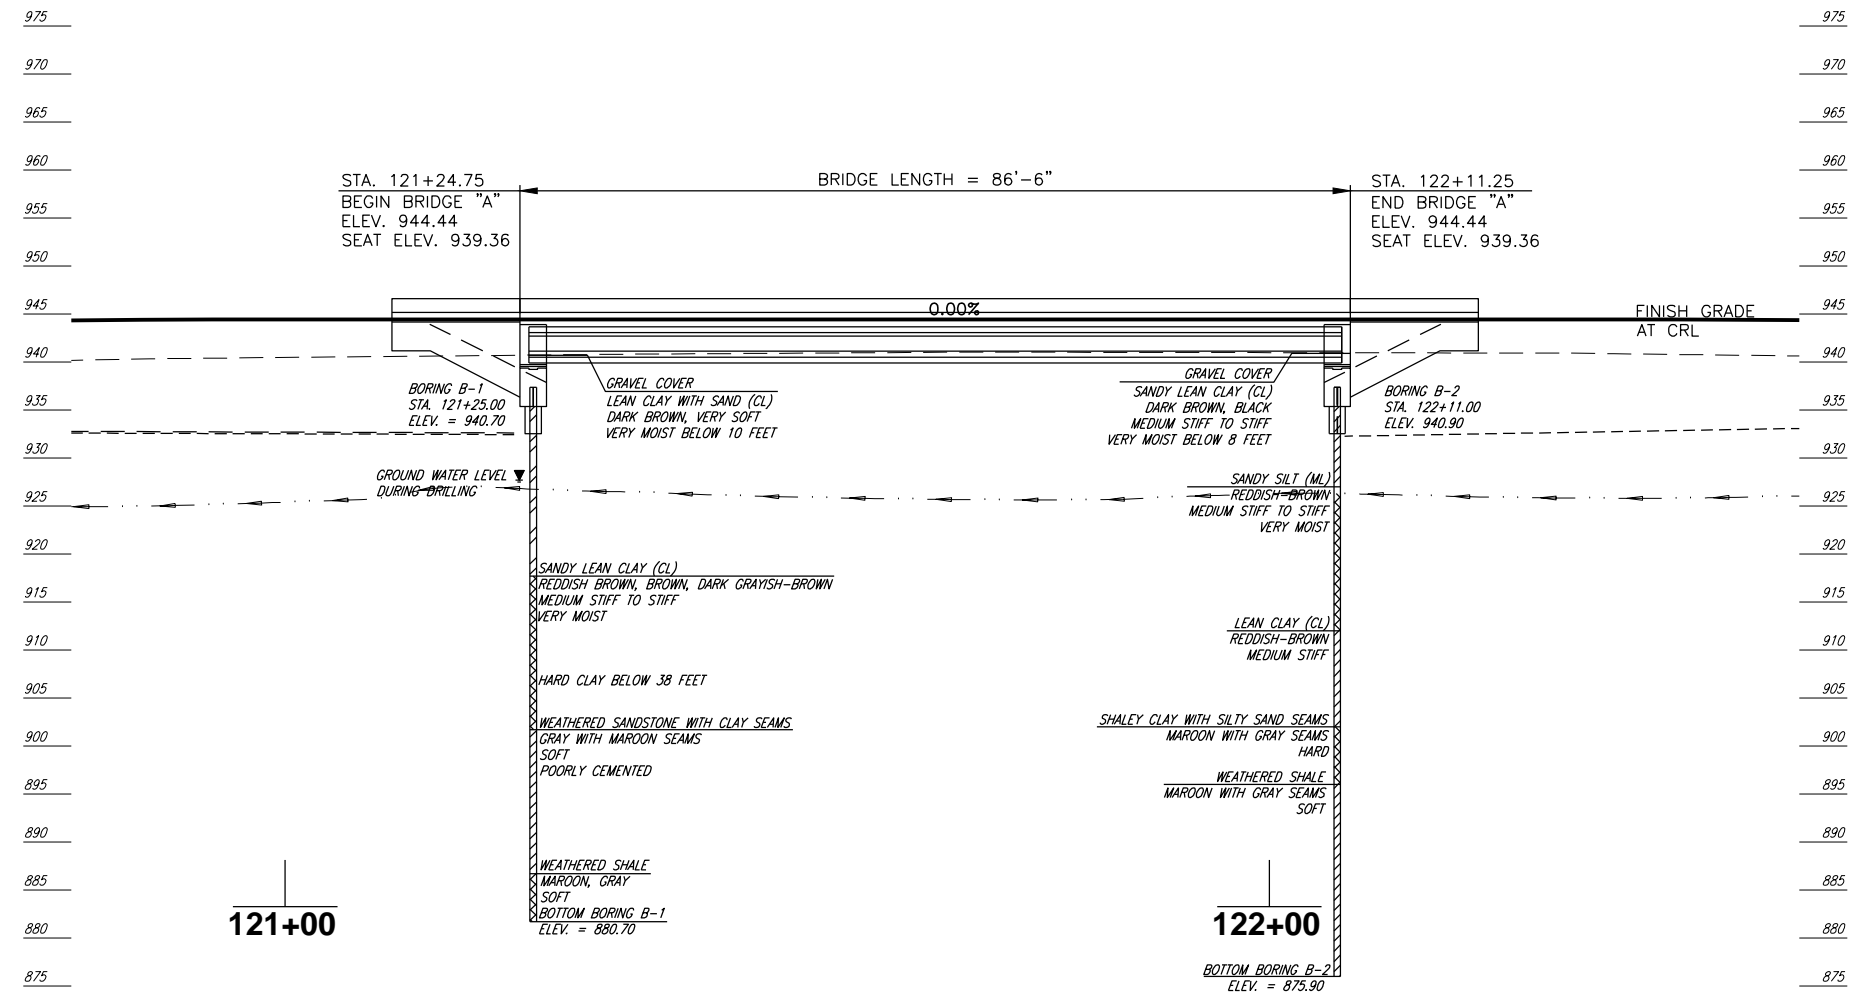 975
975
970
970
965
965
960
960
STA. 121+24.75
BRIDGE LENGTH = 86'-6"
STA. 122+11.25
BEGIN BRIDGE "A"
ELEV. 944.44
SEAT ELEV. 939.36
END BRIDGE "A"
ELEV. 944.44
SEAT ELEV. 939.36
955
955
950
950
945
945
0.00%
FINISH GRADE
AT CRL
940
940
BORING B-1
STA. 121+25.00
ELEV. = 940.70
GRAVEL COVER
LEAN CLAY WITH SAND (CL)
DARK BROWN, VERY SOFT
VERY MOIST BELOW 10 FEET
GRAVEL COVER
SANDY LEAN CLAY (CL)
DARK BROWN, BLACK
MEDIUM STIFF TO STIFF
VERY MOIST BELOW 8 FEET
BORING B-2
STA. 122+11.00
ELEV. 940.90
935
935
930
930
GROUND WATER LEVEL
DURING DRILLING
SANDY SILT (ML)
REDDISH-BROWN
MEDIUM STIFF TO STIFF
VERY MOIST
925
925
920
920
SANDY LEAN CLAY (CL)
REDDISH BROWN, BROWN, DARK GRAYISH-BROWN
MEDIUM STIFF TO STIFF
VERY MOIST
915
915
LEAN CLAY (CL)
REDDISH-BROWN
MEDIUM STIFF
910
910
HARD CLAY BELOW 38 FEET
905
905
WEATHERED SANDSTONE WITH CLAY SEAMS
GRAY WITH MAROON SEAMS
SOFT
POORLY CEMENTED
SHALEY CLAY WITH SILTY SAND SEAMS
MAROON WITH GRAY SEAMS
HARD
900
900
WEATHERED SHALE
MAROON WITH GRAY SEAMS
SOFT
895
895
890
890
WEATHERED SHALE
MAROON, GRAY
SOFT
BOTTOM BORING B-1
ELEV. = 880.70
885
885
121+00
122+00
880
880
BOTTOM BORING B-2
ELEV. = 875.90
875
875